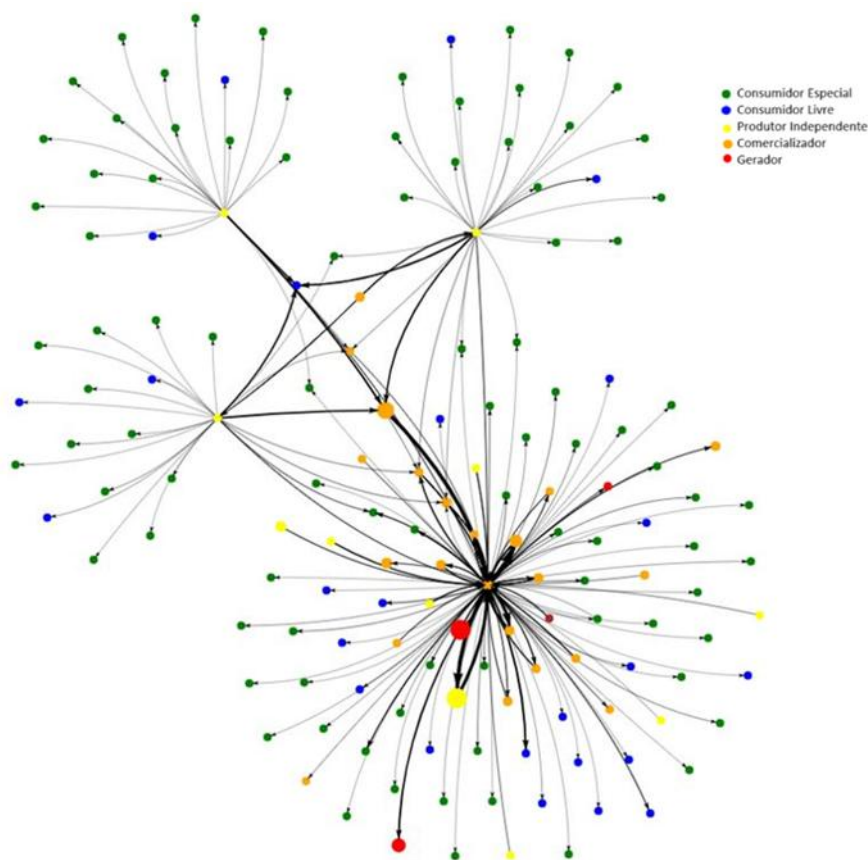 Consumidor Especial
Consumidor Livre
Produtor Independente
Comercializador
Gerador